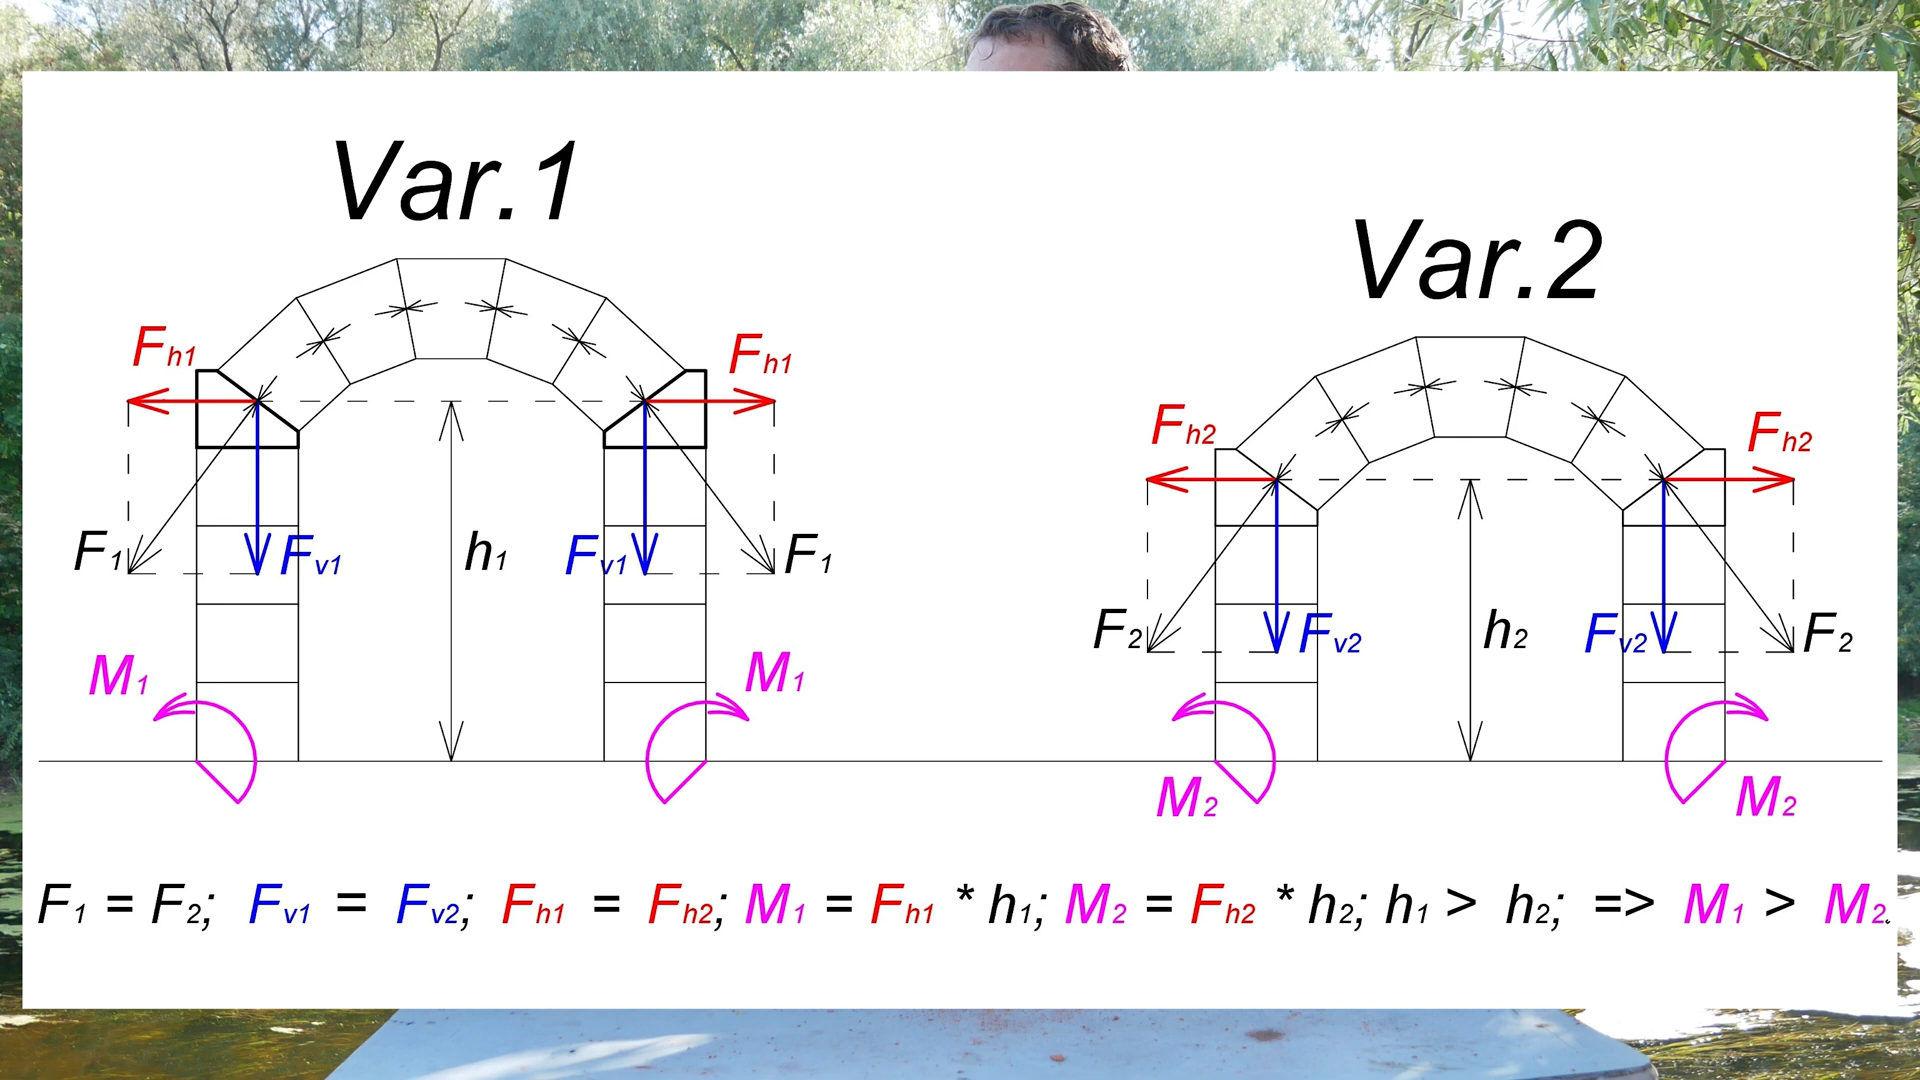 Var.1
Var.2
Fh1
Fh1
Fh2
Fh2
F1
Fv1
h1
Fv1
F1
F2
Fv2
h2
Fv2
F2
M1
M1
M2
M2
F1 = F2; Fv1 = Fv2; Fh1 = Fh2; M1 = Fh1 * h1; M2 = Fh2 * h2; h1 > h2; => M1 > M2.